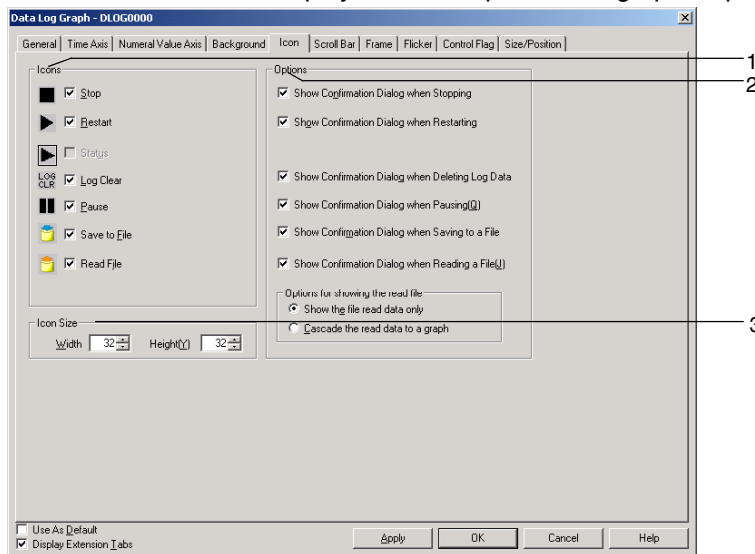 Data Log Graph - DLOG0000
General Time Axis Numeral Value Axis Background Icon Scroll Bar Frame Flicker Control Flag Size/Position
Icons
Stop
Restart
Status
LOG CLR Log Clear
Pause
Save to File
Read File
Icon Size
Width 32 Height(Y) 32
Options
Show Confirmation Dialog when Stopping
Show Confirmation Dialog when Restarting
Show Confirmation Dialog when Deleting Log Data
Show Confirmation Dialog when Pausing(Q)
Show Confirmation Dialog when Saving to a File
Show Confirmation Dialog when Reading a File(J)
Options for showing the read file
Show the file read data only
Cascade the read data to a graph
1
2
3
Use As Default
Display Extension Tabs
Apply OK Cancel Help